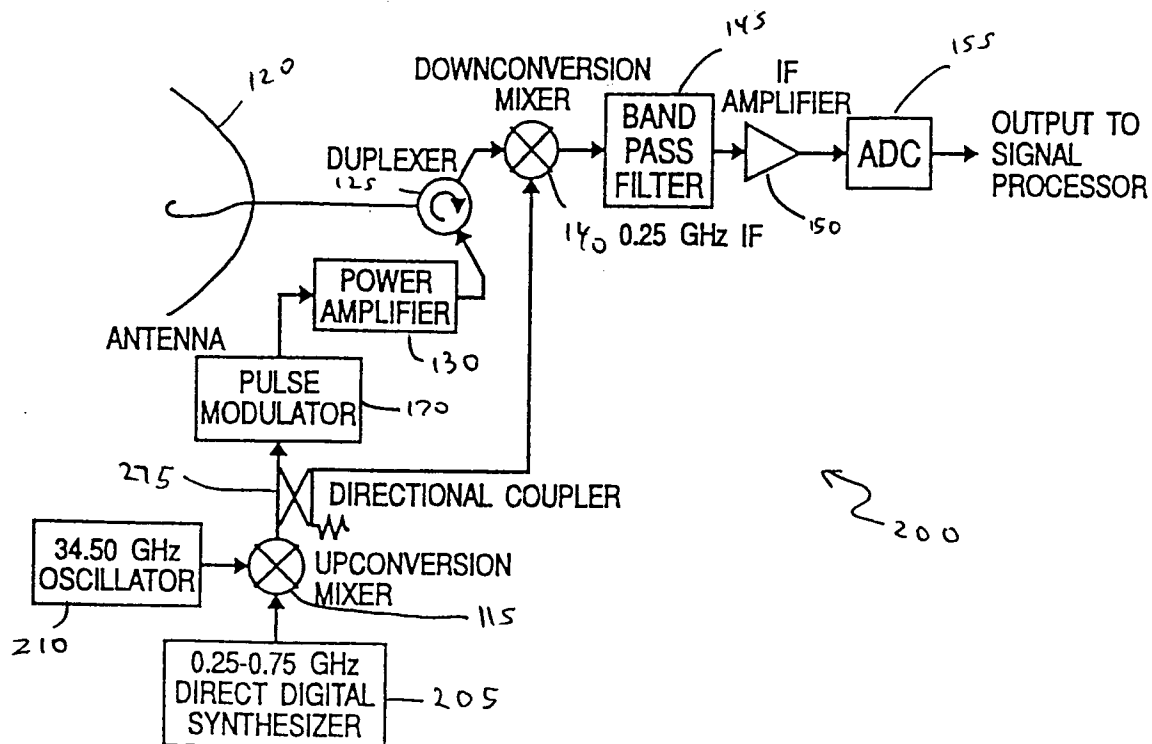 145
155
120
DOWNCONVERSION
MIXER
IF
AMPLIFIER
BAND
PASS
FILTER
ADC
OUTPUT TO
SIGNAL
PROCESSOR
DUPLEXER
125
140
0.25 GHz IF
150
POWER
AMPLIFIER
ANTENNA
130
PULSE
MODULATOR
170
275
DIRECTIONAL COUPLER
200
34.50 GHz
OSCILLATOR
UPCONVERSION
MIXER
210
115
0.25-0.75 GHz
DIRECT DIGITAL
SYNTHESIZER
205